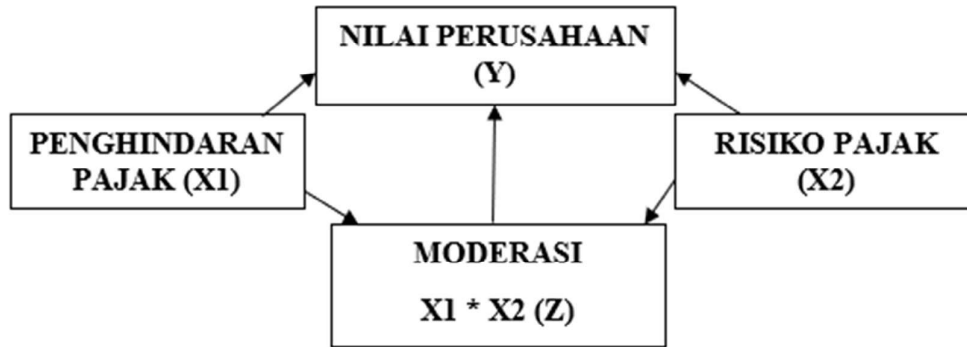 NILAI PERUSAHAAN
(Y)
PENGHINDARAN
PAJAK (X1)
RISIKO PAJAK
(X2)
MODERASI
X1 * X2 (Z)